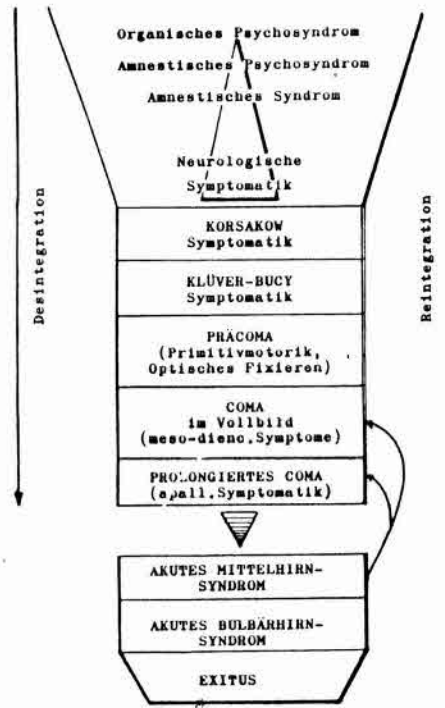 Organisches Psychosyndrom
Amnestisches Psychosyndrom
Amnestisches Syndrom
Neurologische
Symptomatik
Desintegration
Reintegration
KORSAKOW
Symptomatik
KLÜVER-BUCY
Symptomatik
PRÄCOMA
(Primitivmotorik,
Optisches Fixieren)
COMA
im Vollbild
(meso-dienc.Symptome)
PROLONGIERTES COMA
(apall.Symptomatik)
AKUTES MITTELHIRN-
SYNDROM
AKUTES BULBÄRHIRN-
SYNDROM
EXITUS